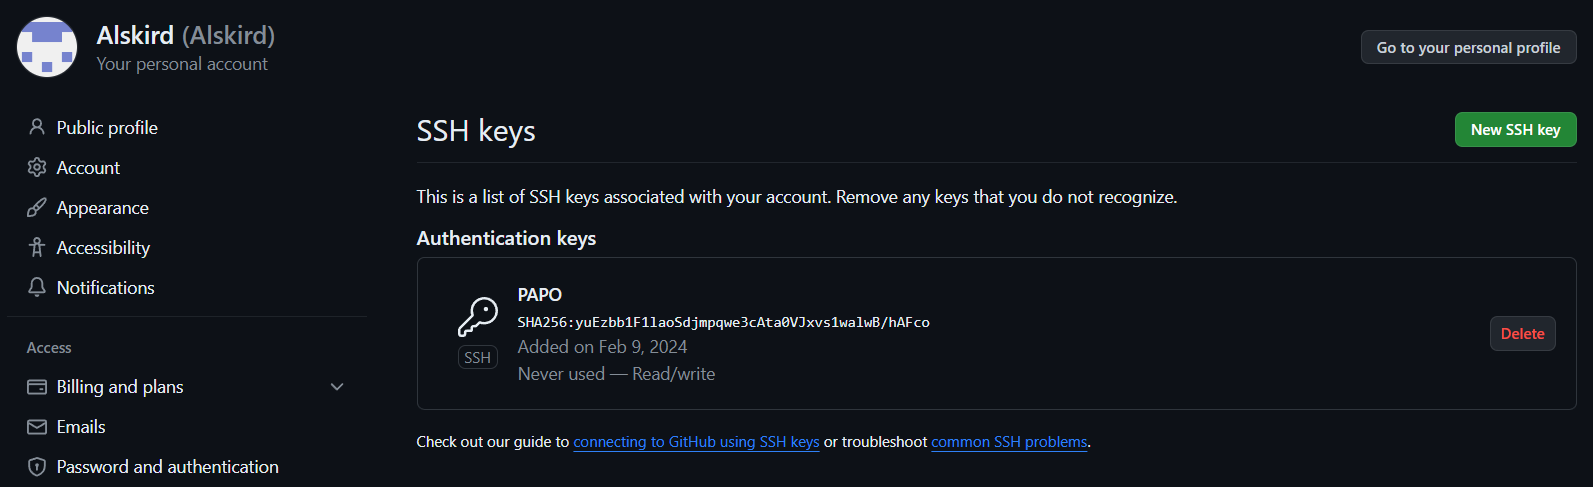 Alskird (Alskird)
Your personal account
Go to your personal profile
Public profile
Account
Appearance
Accessibility
Notifications
Access
Billing and plans
Emails
Password and authentication
SSH keys
New SSH key
This is a list of SSH keys associated with your account. Remove any keys that you do not recognize.
Authentication keys
PAPO
SHA256:yuEzbb1F1laoSdjmpqwe3cAta0VJxvs1walwB/hAFco
SSH
Added on Feb 9, 2024
Never used — Read/write
Delete
Check out our guide to connecting to GitHub using SSH keys or troubleshoot common SSH problems.